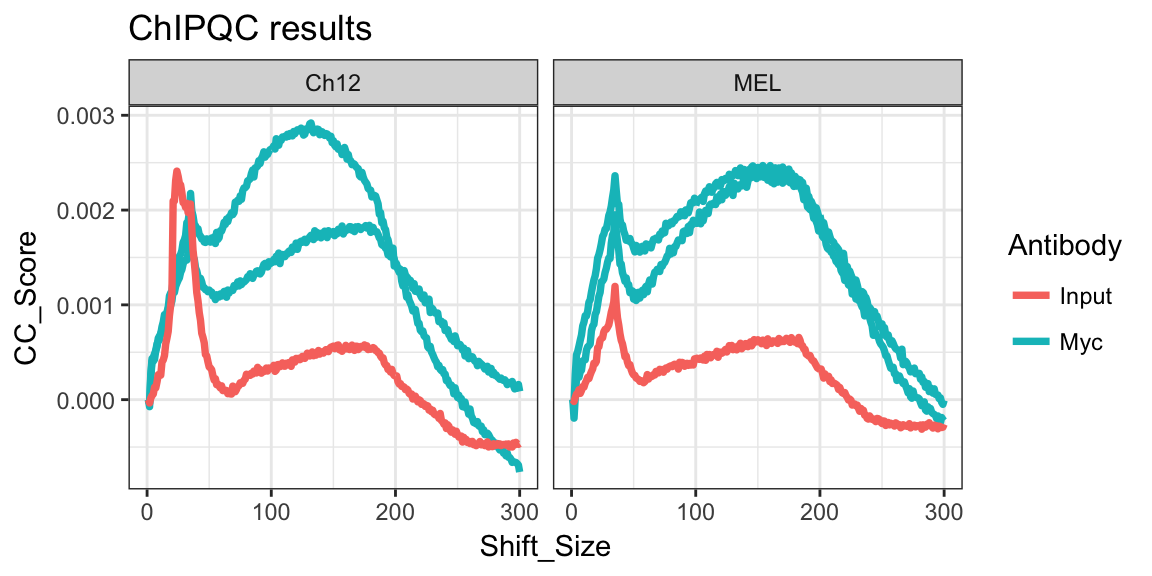 ChIPQC results
Ch12 MEL
CC_Score
0.003
0.002
0.001
0.000
0 100 200 300 0 100 200 300
Shift_Size
Antibody
Input
Myc